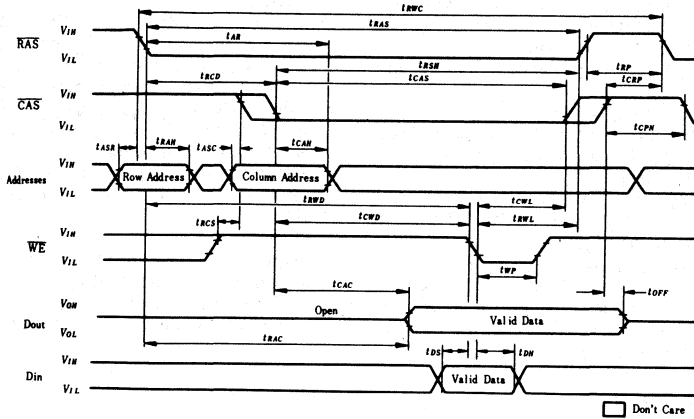 tRWC
VIH
tRAS
tAR
RAS
VIL
tRSH
tRP
tRCD
tCAS
tCRP
VIH
CAS
tCPN
VIL
tASR
tRAH
tASC
tCAH
VIH
Addresses
Row Address
Column Address
VIL
tRWD
tCWL
tRCS
tCWD
tRWL
VIH
WE
VIL
tWP
tCAC
tOFF
VOH
Open
Dout
Valid Data
VOL
tRAC
tDS
tDH
VIH
Din
Valid Data
VIL
Don't Care